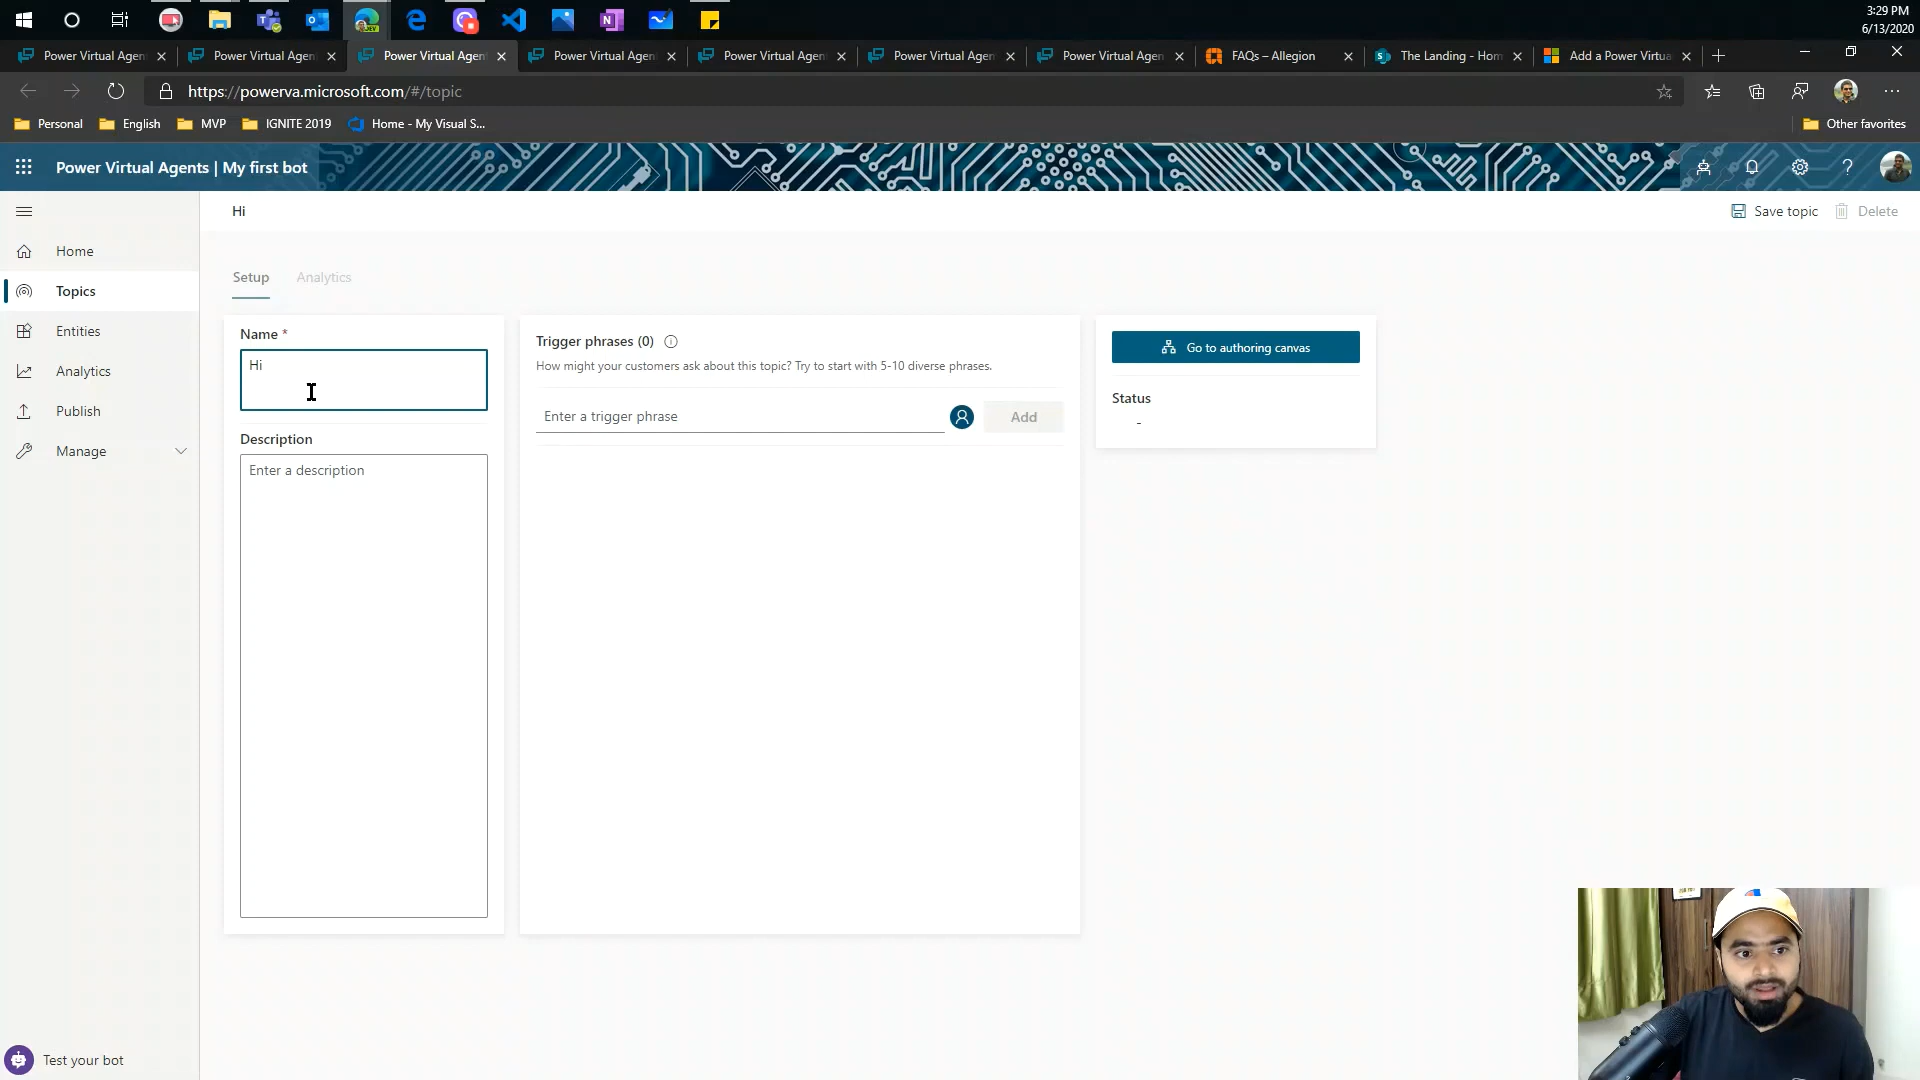 3:29 PM
6/13/2020
Power Virtual Agen
Power Virtual Agen
Power Virtual Agent
Power Virtual Agen
Power Virtual Agen
Power Virtual Agen
Power Virtual Agen
FAQs – Allegion
The Landing - Hom
Add a Power Virtua
https://powerva.microsoft.com/#/topic
Personal
English
MVP
IGNITE 2019
Home - My Visual S...
Other favorites
Power Virtual Agents | My first bot
Hi
Save topic
Delete
Home
Topics
Entities
Analytics
Publish
Manage
Setup
Analytics
Name *
Hi
Description
Enter a description
Trigger phrases (0)
How might your customers ask about this topic? Try to start with 5-10 diverse phrases.
Enter a trigger phrase
Add
Go to authoring canvas
Status
-
Test your bot